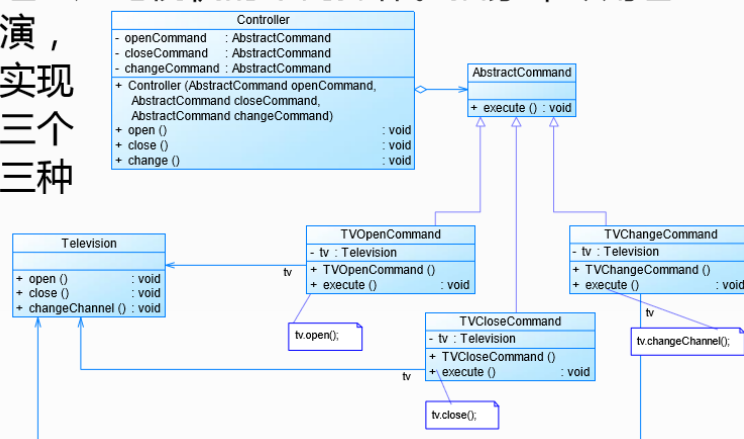 演，
实现
三个
三种
Controller
- openCommand : AbstractCommand
- closeCommand : AbstractCommand
- changeCommand : AbstractCommand
+ Controller (AbstractCommand openCommand,
AbstractCommand closeCommand,
AbstractCommand changeCommand)
+ open () : void
+ close () : void
+ change () : void
AbstractCommand
+ execute () : void
Television
+ open () : void
+ close () : void
+ changeChannel () : void
tv
TVOpenCommand
- tv : Television
+ TVOpenCommand ()
+ execute () : void
tv.open();
TVChangeCommand
- tv : Television
+ TVChangeCommand ()
+ execute () : void
tv
tv.changeChannel();
TVCloseCommand
- tv : Television
+ TVCloseCommand ()
+ execute () : void
tv
tv.close();